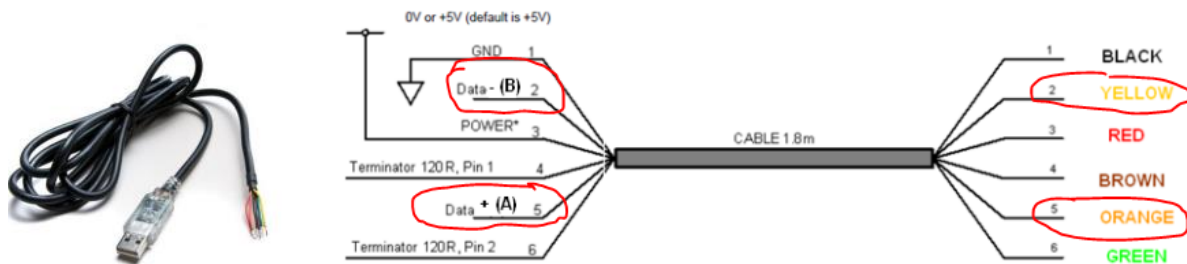 0V or +5V (default is +5V)
GND 1
Data - (B) 2
POWER* 3
Terminator 120R, Pin 1 4
Data + (A) 5
Terminator 120R, Pin 2 6
CABLE 1.8m
1 BLACK
2 YELLOW
3 RED
4 BROWN
5 ORANGE
6 GREEN